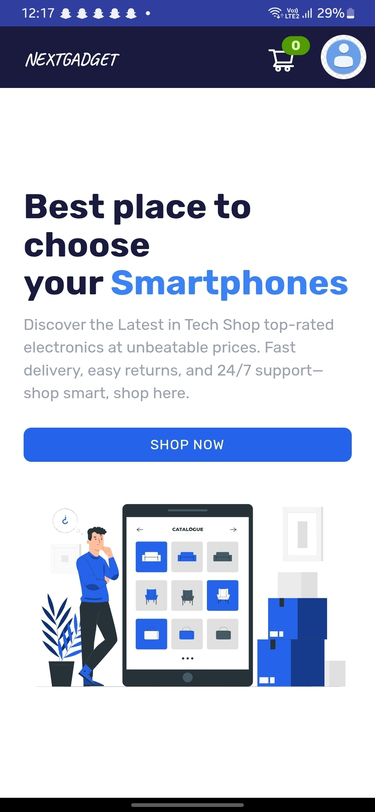 12:17
Vo)) LTE2 29%
NEXTGADGET
0
Best place to
choose
your Smartphones
Discover the Latest in Tech Shop top-rated
electronics at unbeatable prices. Fast
delivery, easy returns, and 24/7 support—
shop smart, shop here.
SHOP NOW
CATALOGUE